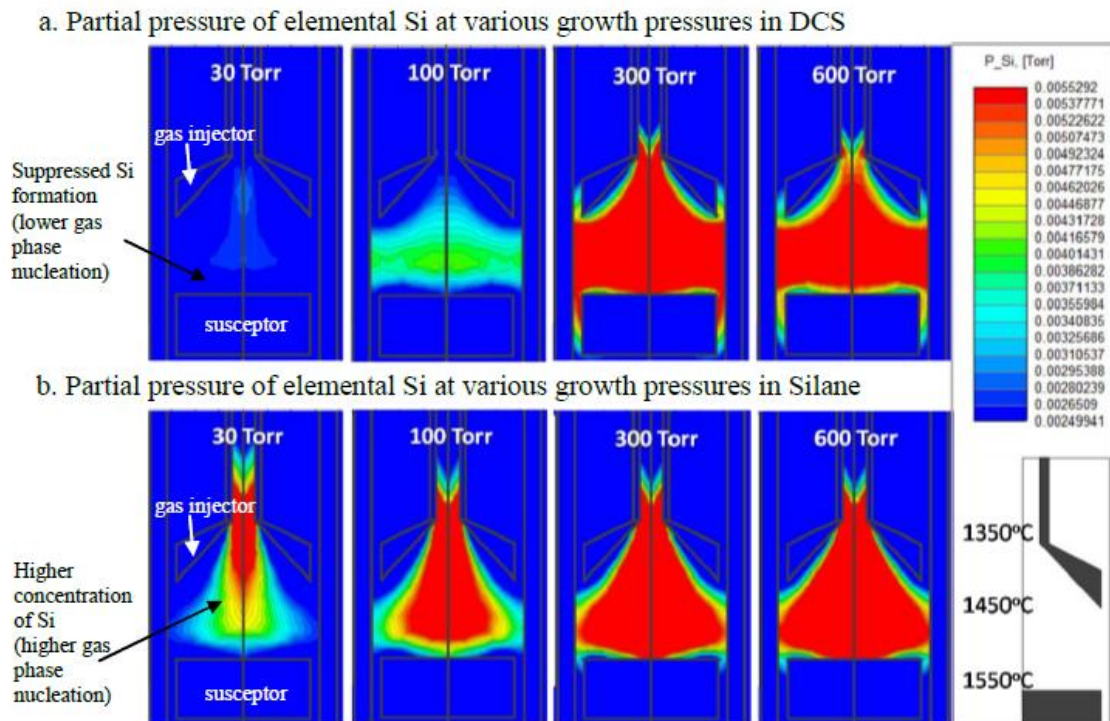 a. Partial pressure of elemental Si at various growth pressures in DCS
30 Torr
100 Torr
300 Torr
600 Torr
gas injector
Suppressed Si
formation
(lower gas
phase
nucleation)
susceptor
P_Si, [Torr]
0.0055292
0.00537771
0.00522622
0.00507473
0.00492324
0.00477175
0.00462026
0.00446877
0.00431728
0.00416579
0.00401431
0.00386282
0.00371133
0.00355984
0.00340835
0.00325686
0.00310537
0.00295388
0.00280239
0.0026509
0.00249941
b. Partial pressure of elemental Si at various growth pressures in Silane
30 Torr
100 Torr
300 Torr
600 Torr
gas injector
Higher
concentration
of Si
(higher gas
phase
nucleation)
susceptor
1350°C
1450°C
1550°C